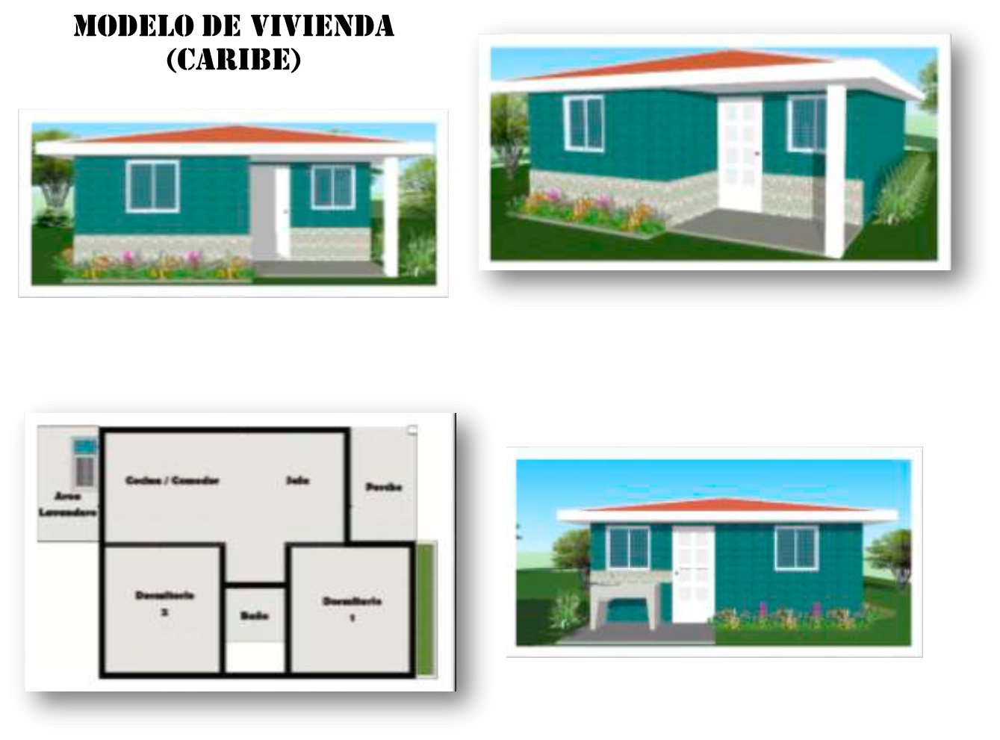 MODELO DE VIVIENDA
(CARIBE)
Cocina / Comedor
Sala
Porche
Area
Lavandero
Dormitorio
2
Baño
Dormitorio
1